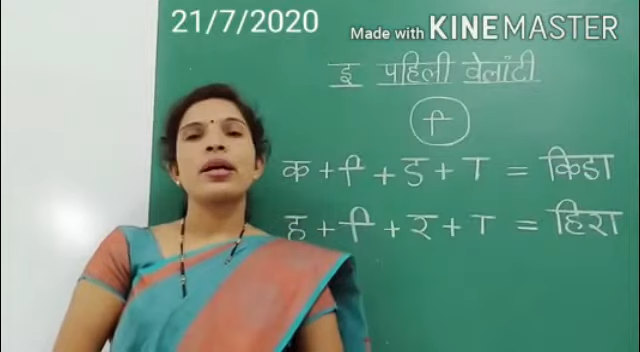 21/7/2020
Made with KINEMASTER
इ पहिली वेलांटी
ि
क + ि + ड + ा = किडा
ह + ि + र + ा = हिरा